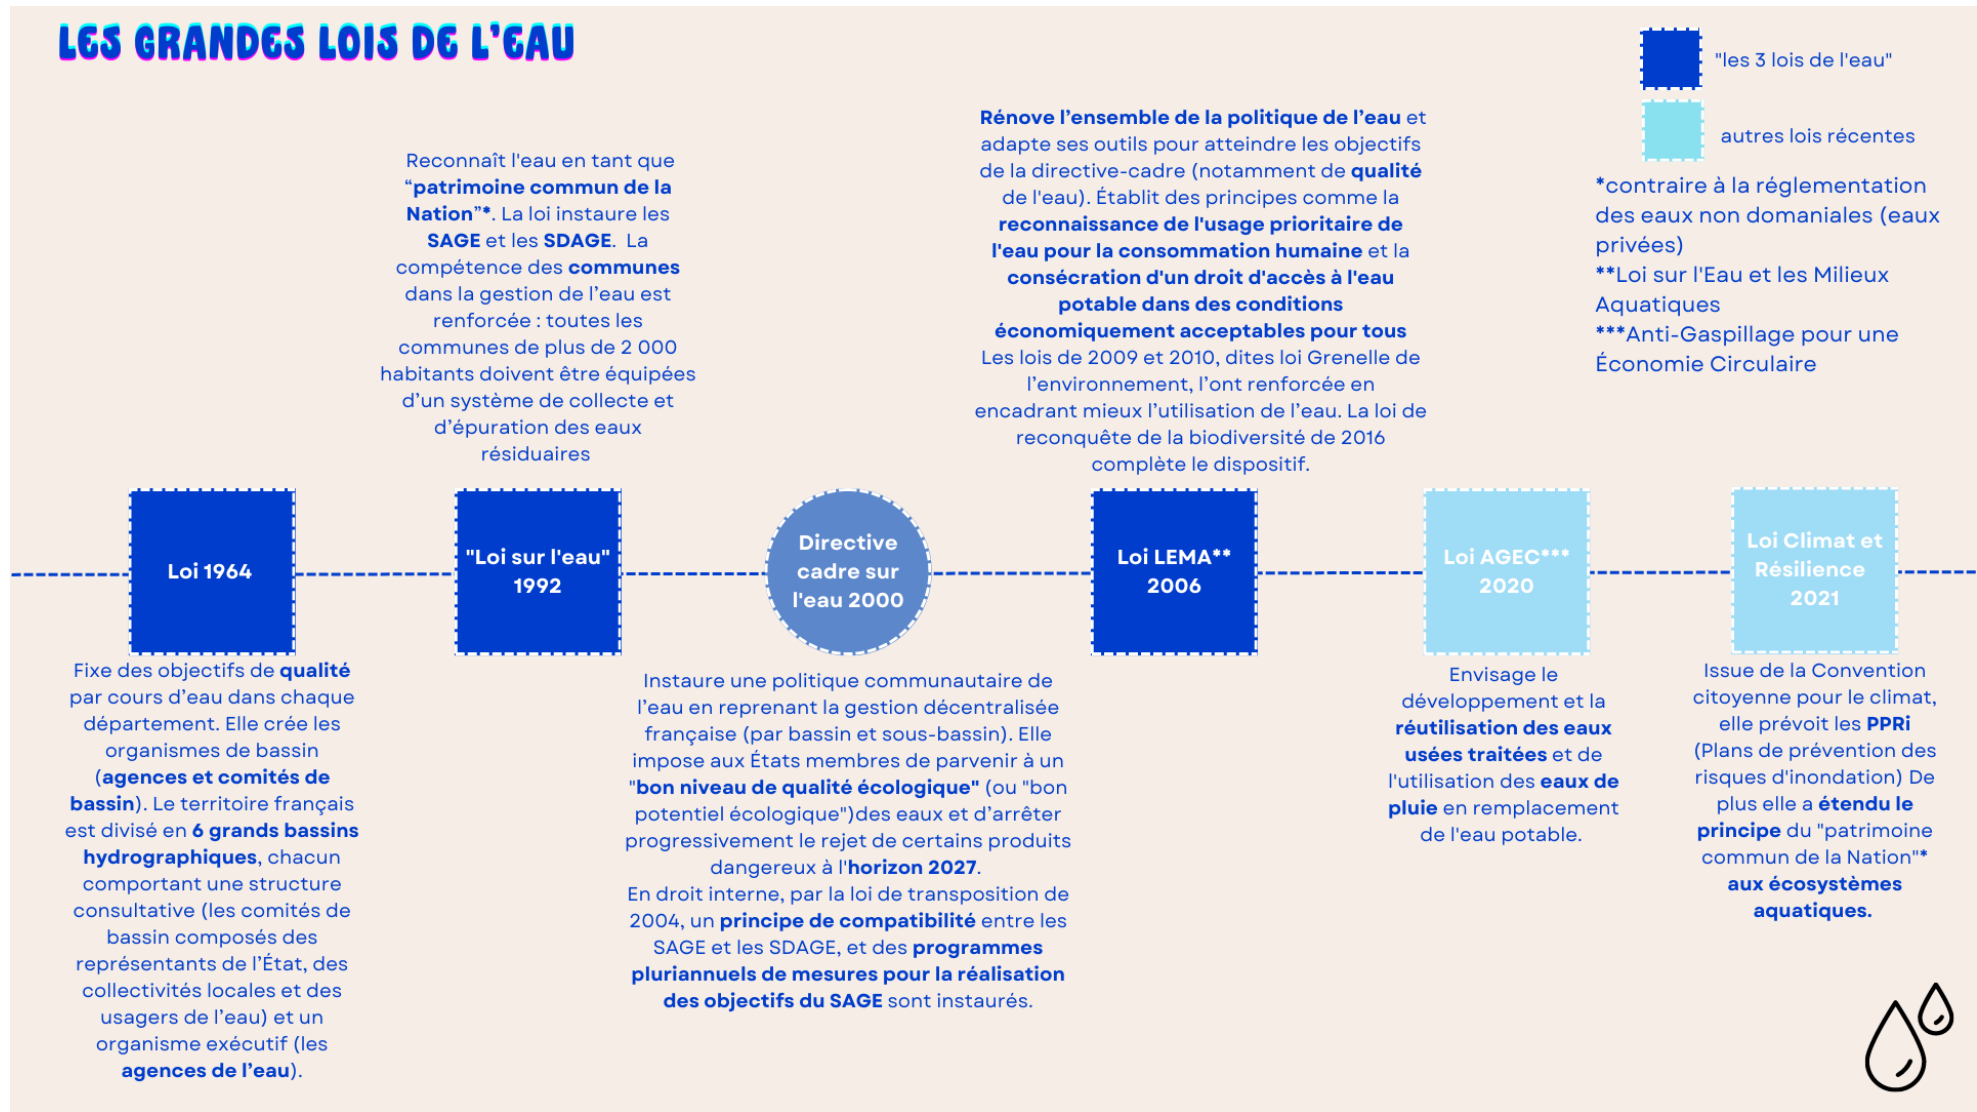 LES GRANDES LOIS DE L'EAU
"les 3 lois de l'eau"
autres lois récentes
*contraire à la réglementation
des eaux non domaniales (eaux
privées)
**Loi sur l'Eau et les Milieux
Aquatiques
***Anti-Gaspillage pour une
Économie Circulaire
Loi 1964
Fixe des objectifs de qualité
par cours d’eau dans chaque
département. Elle crée les
organismes de bassin
(agences et comités de
bassin). Le territoire français
est divisé en 6 grands bassins
hydrographiques, chacun
comportant une structure
consultative (les comités de
bassin composés des
représentants de l’État, des
collectivités locales et des
usagers de l’eau) et un
organisme exécutif (les
agences de l’eau).
Reconnaît l'eau en tant que
“patrimoine commun de la
Nation”*. La loi instaure les
SAGE et les SDAGE. La
compétence des communes
dans la gestion de l’eau est
renforcée : toutes les
communes de plus de 2 000
habitants doivent être équipées
d’un système de collecte et
d’épuration des eaux
résiduaires
"Loi sur l'eau"
1992
Directive
cadre sur
l'eau 2000
Instaure une politique communautaire de
l’eau en reprenant la gestion décentralisée
française (par bassin et sous-bassin). Elle
impose aux États membres de parvenir à un
"bon niveau de qualité écologique" (ou "bon
potentiel écologique")des eaux et d’arrêter
progressivement le rejet de certains produits
dangereux à l'horizon 2027.
En droit interne, par la loi de transposition de
2004, un principe de compatibilité entre les
SAGE et les SDAGE, et des programmes
pluriannuels de mesures pour la réalisation
des objectifs du SAGE sont instaurés.
Rénove l’ensemble de la politique de l’eau et
adapte ses outils pour atteindre les objectifs
de la directive-cadre (notamment de qualité
de l'eau). Établit des principes comme la
reconnaissance de l'usage prioritaire de
l'eau pour la consommation humaine et la
consécration d'un droit d'accès à l'eau
potable dans des conditions
économiquement acceptables pour tous
Les lois de 2009 et 2010, dites loi Grenelle de
l’environnement, l’ont renforcée en
encadrant mieux l’utilisation de l’eau. La loi de
reconquête de la biodiversité de 2016
complète le dispositif.
Loi LEMA**
2006
Loi AGEC***
2020
Envisage le
développement et la
réutilisation des eaux
usées traitées et de
l'utilisation des eaux de
pluie en remplacement
de l'eau potable.
Loi Climat et
Résilience
2021
Issue de la Convention
citoyenne pour le climat,
elle prévoit les PPRi
(Plans de prévention des
risques d'inondation) De
plus elle a étendu le
principe du "patrimoine
commun de la Nation"*
aux écosystèmes
aquatiques.